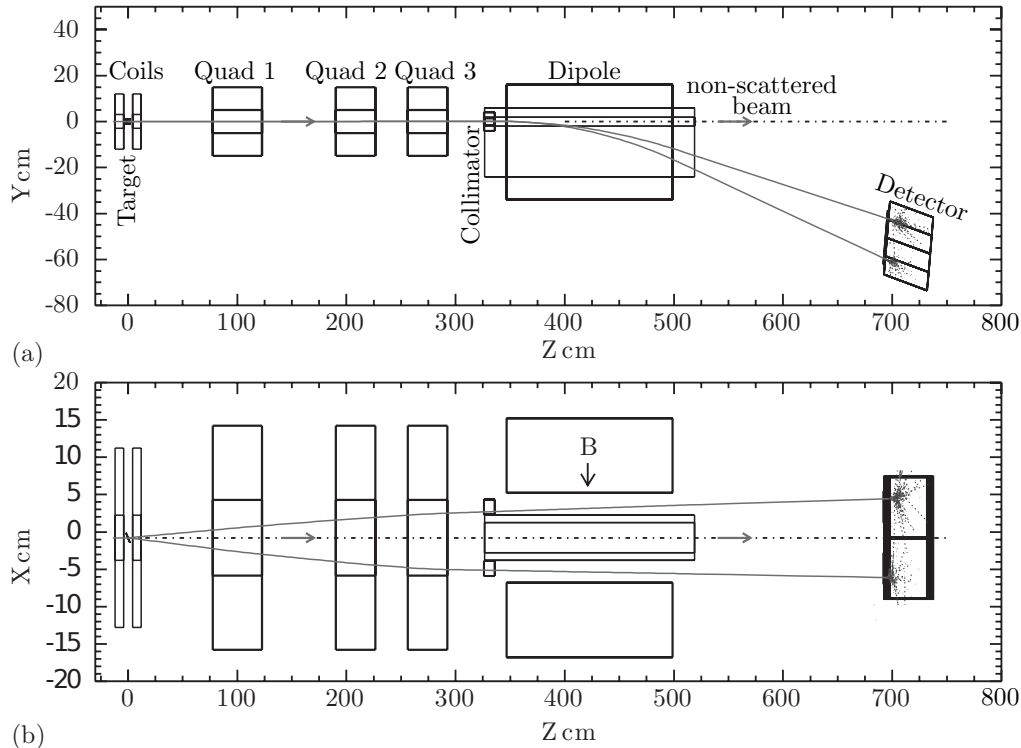 40
20
0
-20
-40
-60
-80
Y cm
Coils
Quad 1
Quad 2
Quad 3
Dipole
non-scattered
beam
Target
Collimator
Detector
0 100 200 300 400 500 600 700 800
Z cm
(a)
20
15
10
5
0
-5
-10
-15
-20
X cm
B
0 100 200 300 400 500 600 700 800
Z cm
(b)